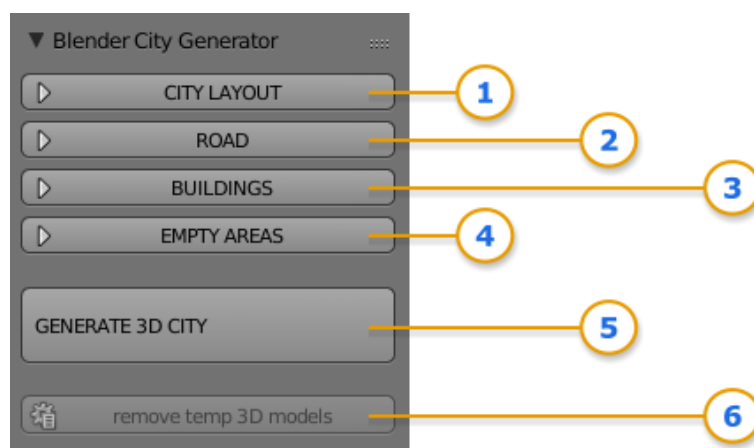 Blender City Generator
CITY LAYOUT 1
ROAD 2
BUILDINGS 3
EMPTY AREAS 4
GENERATE 3D CITY 5
remove temp 3D models 6